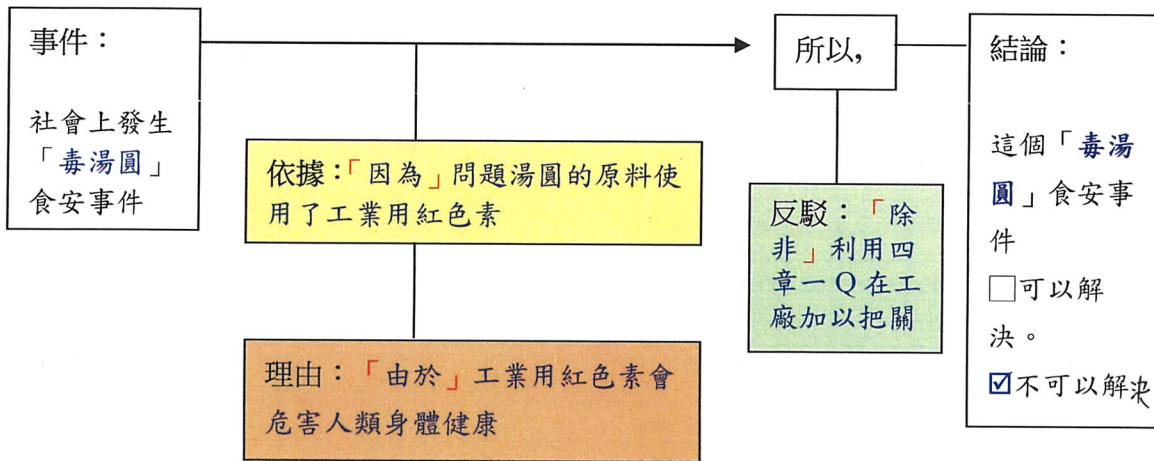 事件：
社會上發生
「毒湯圓」
食安事件
依據：「因為」問題湯圓的原料使
用了工業用紅色素
理由：「由於」工業用紅色素會
危害人類身體健康
所以，
反駁：「除
非」利用四
章一 Q 在工
廠加以把關
結論：
這個「毒湯
圓」食安事
件
□可以解
決。
☑不可以解決